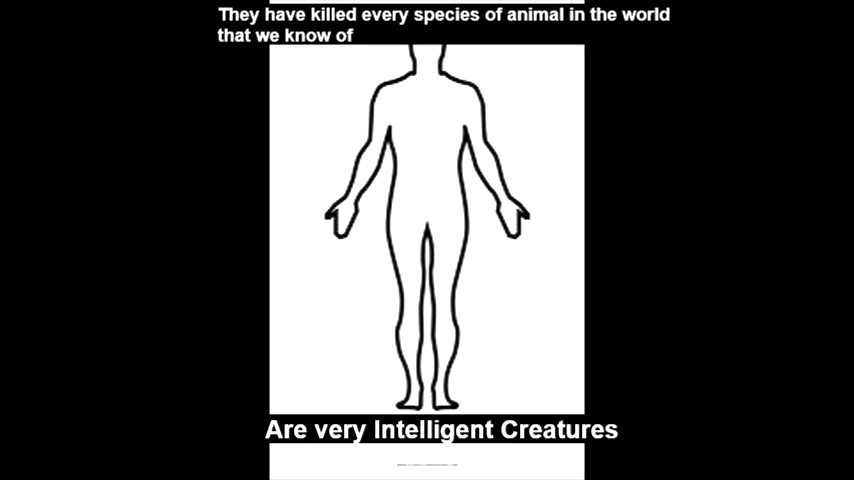 They have killed every species of animal in the world
that we know of
Are very Intelligent Creatures